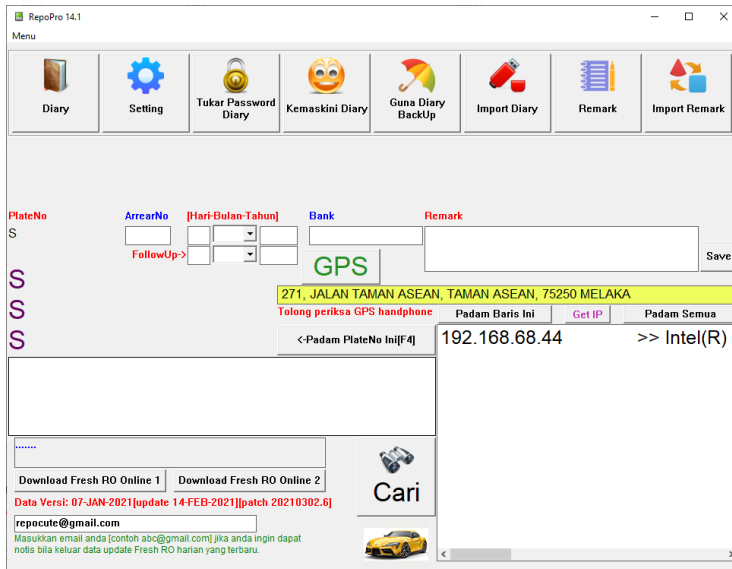 RepoPro 14.1
Menu
Diary
Setting
Tukar Password Diary
Kemaskini Diary
Guna Diary BackUp
Import Diary
Remark
Import Remark
PlateNo ArrearNo [Hari-Bulan-Tahun] Bank Remark
S
FollowUp->
Save
GPS
S
271, JALAN TAMAN ASEAN, TAMAN ASEAN, 75250 MELAKA
S
Tolong periksa GPS handphone
Padam Baris Ini
Get IP
Padam Semua
S
<-Padam PlateNo Ini[F4]
192.168.68.44 >> Intel(R)
.......
Download Fresh RO Online 1
Download Fresh RO Online 2
Cari
Data Versi: 07-JAN-2021[update 14-FEB-2021][patch 20210302.6]
repocute@gmail.com
Masukkan email anda [contoh abc@gmail.com] jika anda ingin dapat
notis bila keluar data update Fresh RO harian yang terbaru.